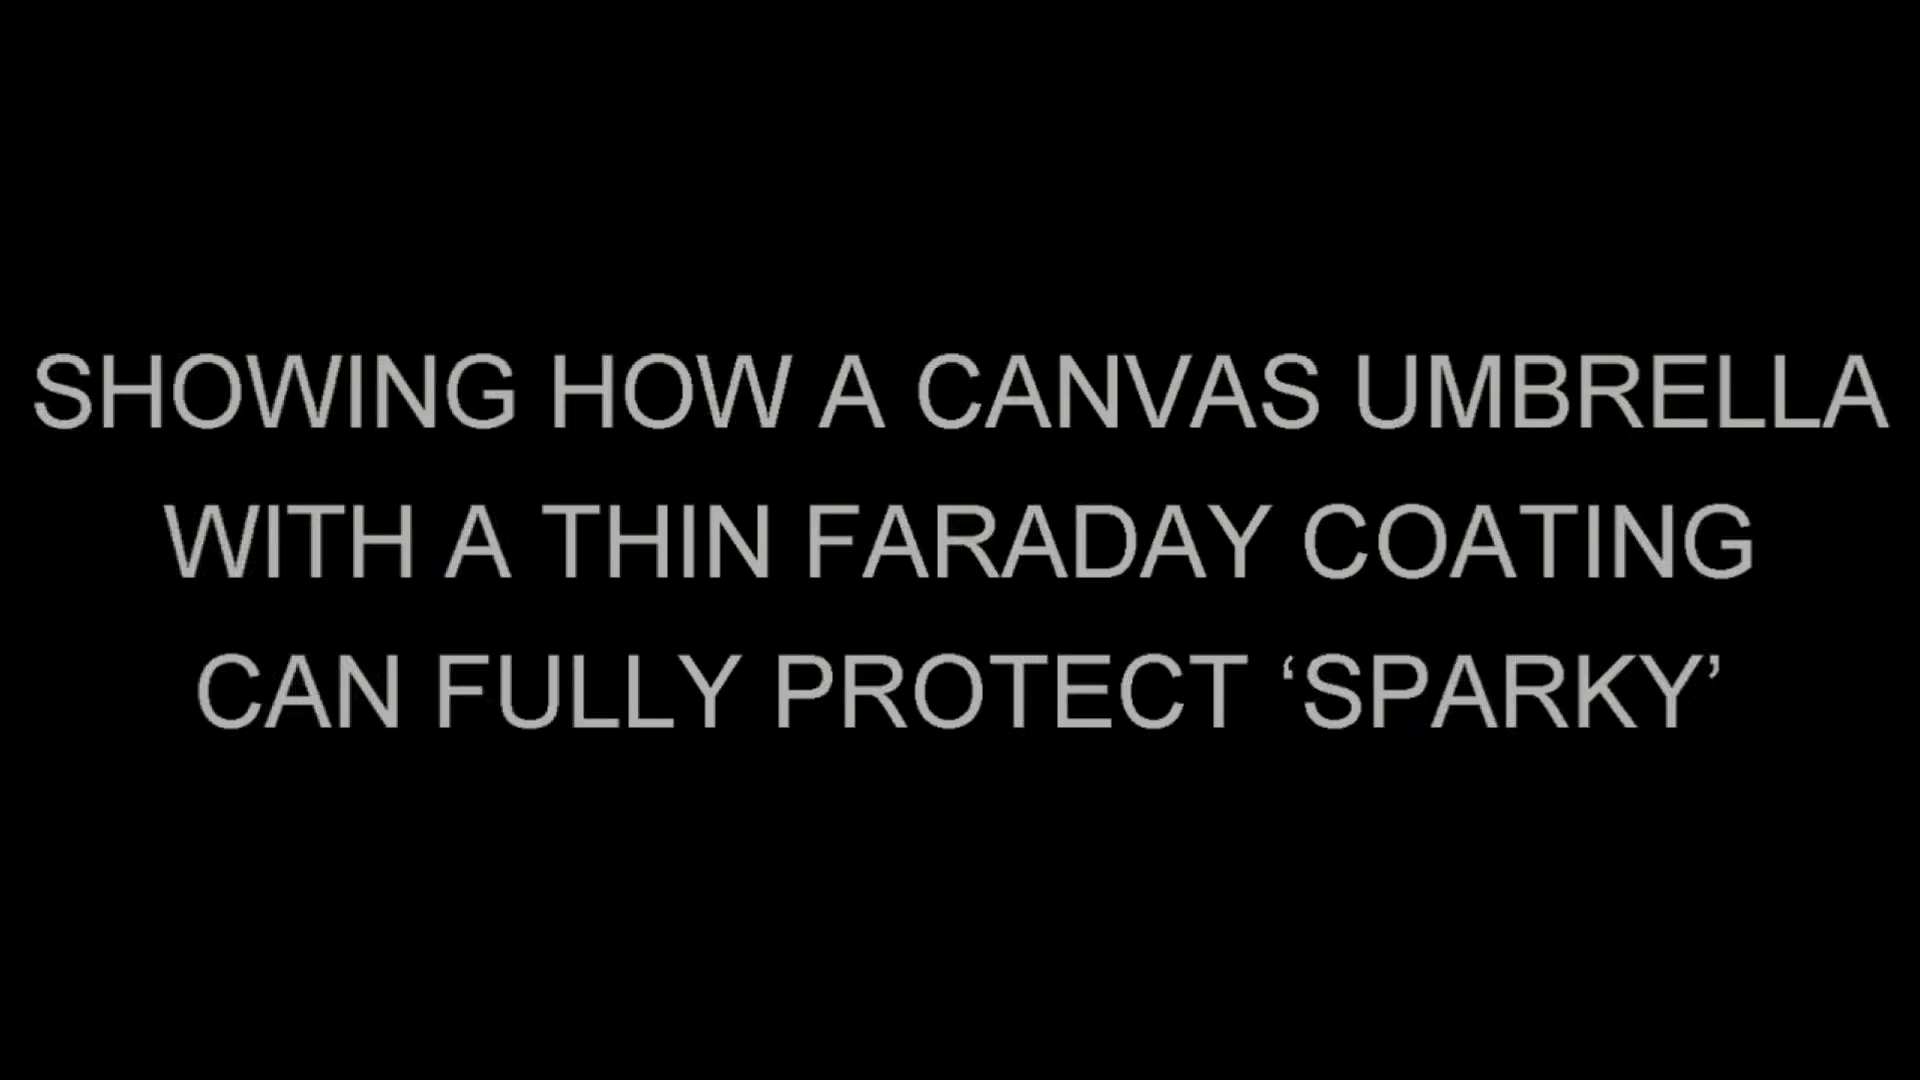 SHOWING HOW A CANVAS UMBRELLA
WITH A THIN FARADAY COATING
CAN FULLY PROTECT ‘SPARKY’